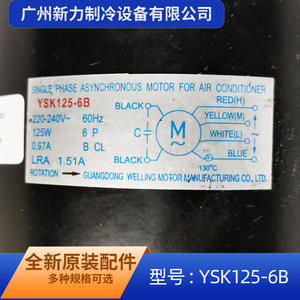 广州新力制冷设备有限公司
SINGLE PHASE ASYNCHRONOUS MOTOR FOR AIR CONDITIONER
YSK125-6B
220-240V~ 60Hz
125W 6 P
0.97A B CL
LRA 1.51A
ROTATION →
BLACK
C
BLACK
M
RED(H)
YELLOW(M)
WHITE(L)
BLUE
130℃
GUANGDONG WELLING MOTOR MANUFACTURING CO.,LTD.
全新原装配件
多种规格可选
型号：YSK125-6B